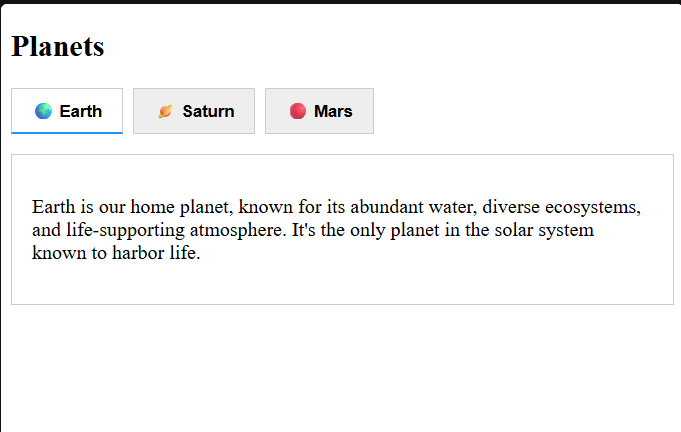 Planets
Earth
Saturn
Mars
Earth is our home planet, known for its abundant water, diverse ecosystems,
and life-supporting atmosphere. It's the only planet in the solar system
known to harbor life.